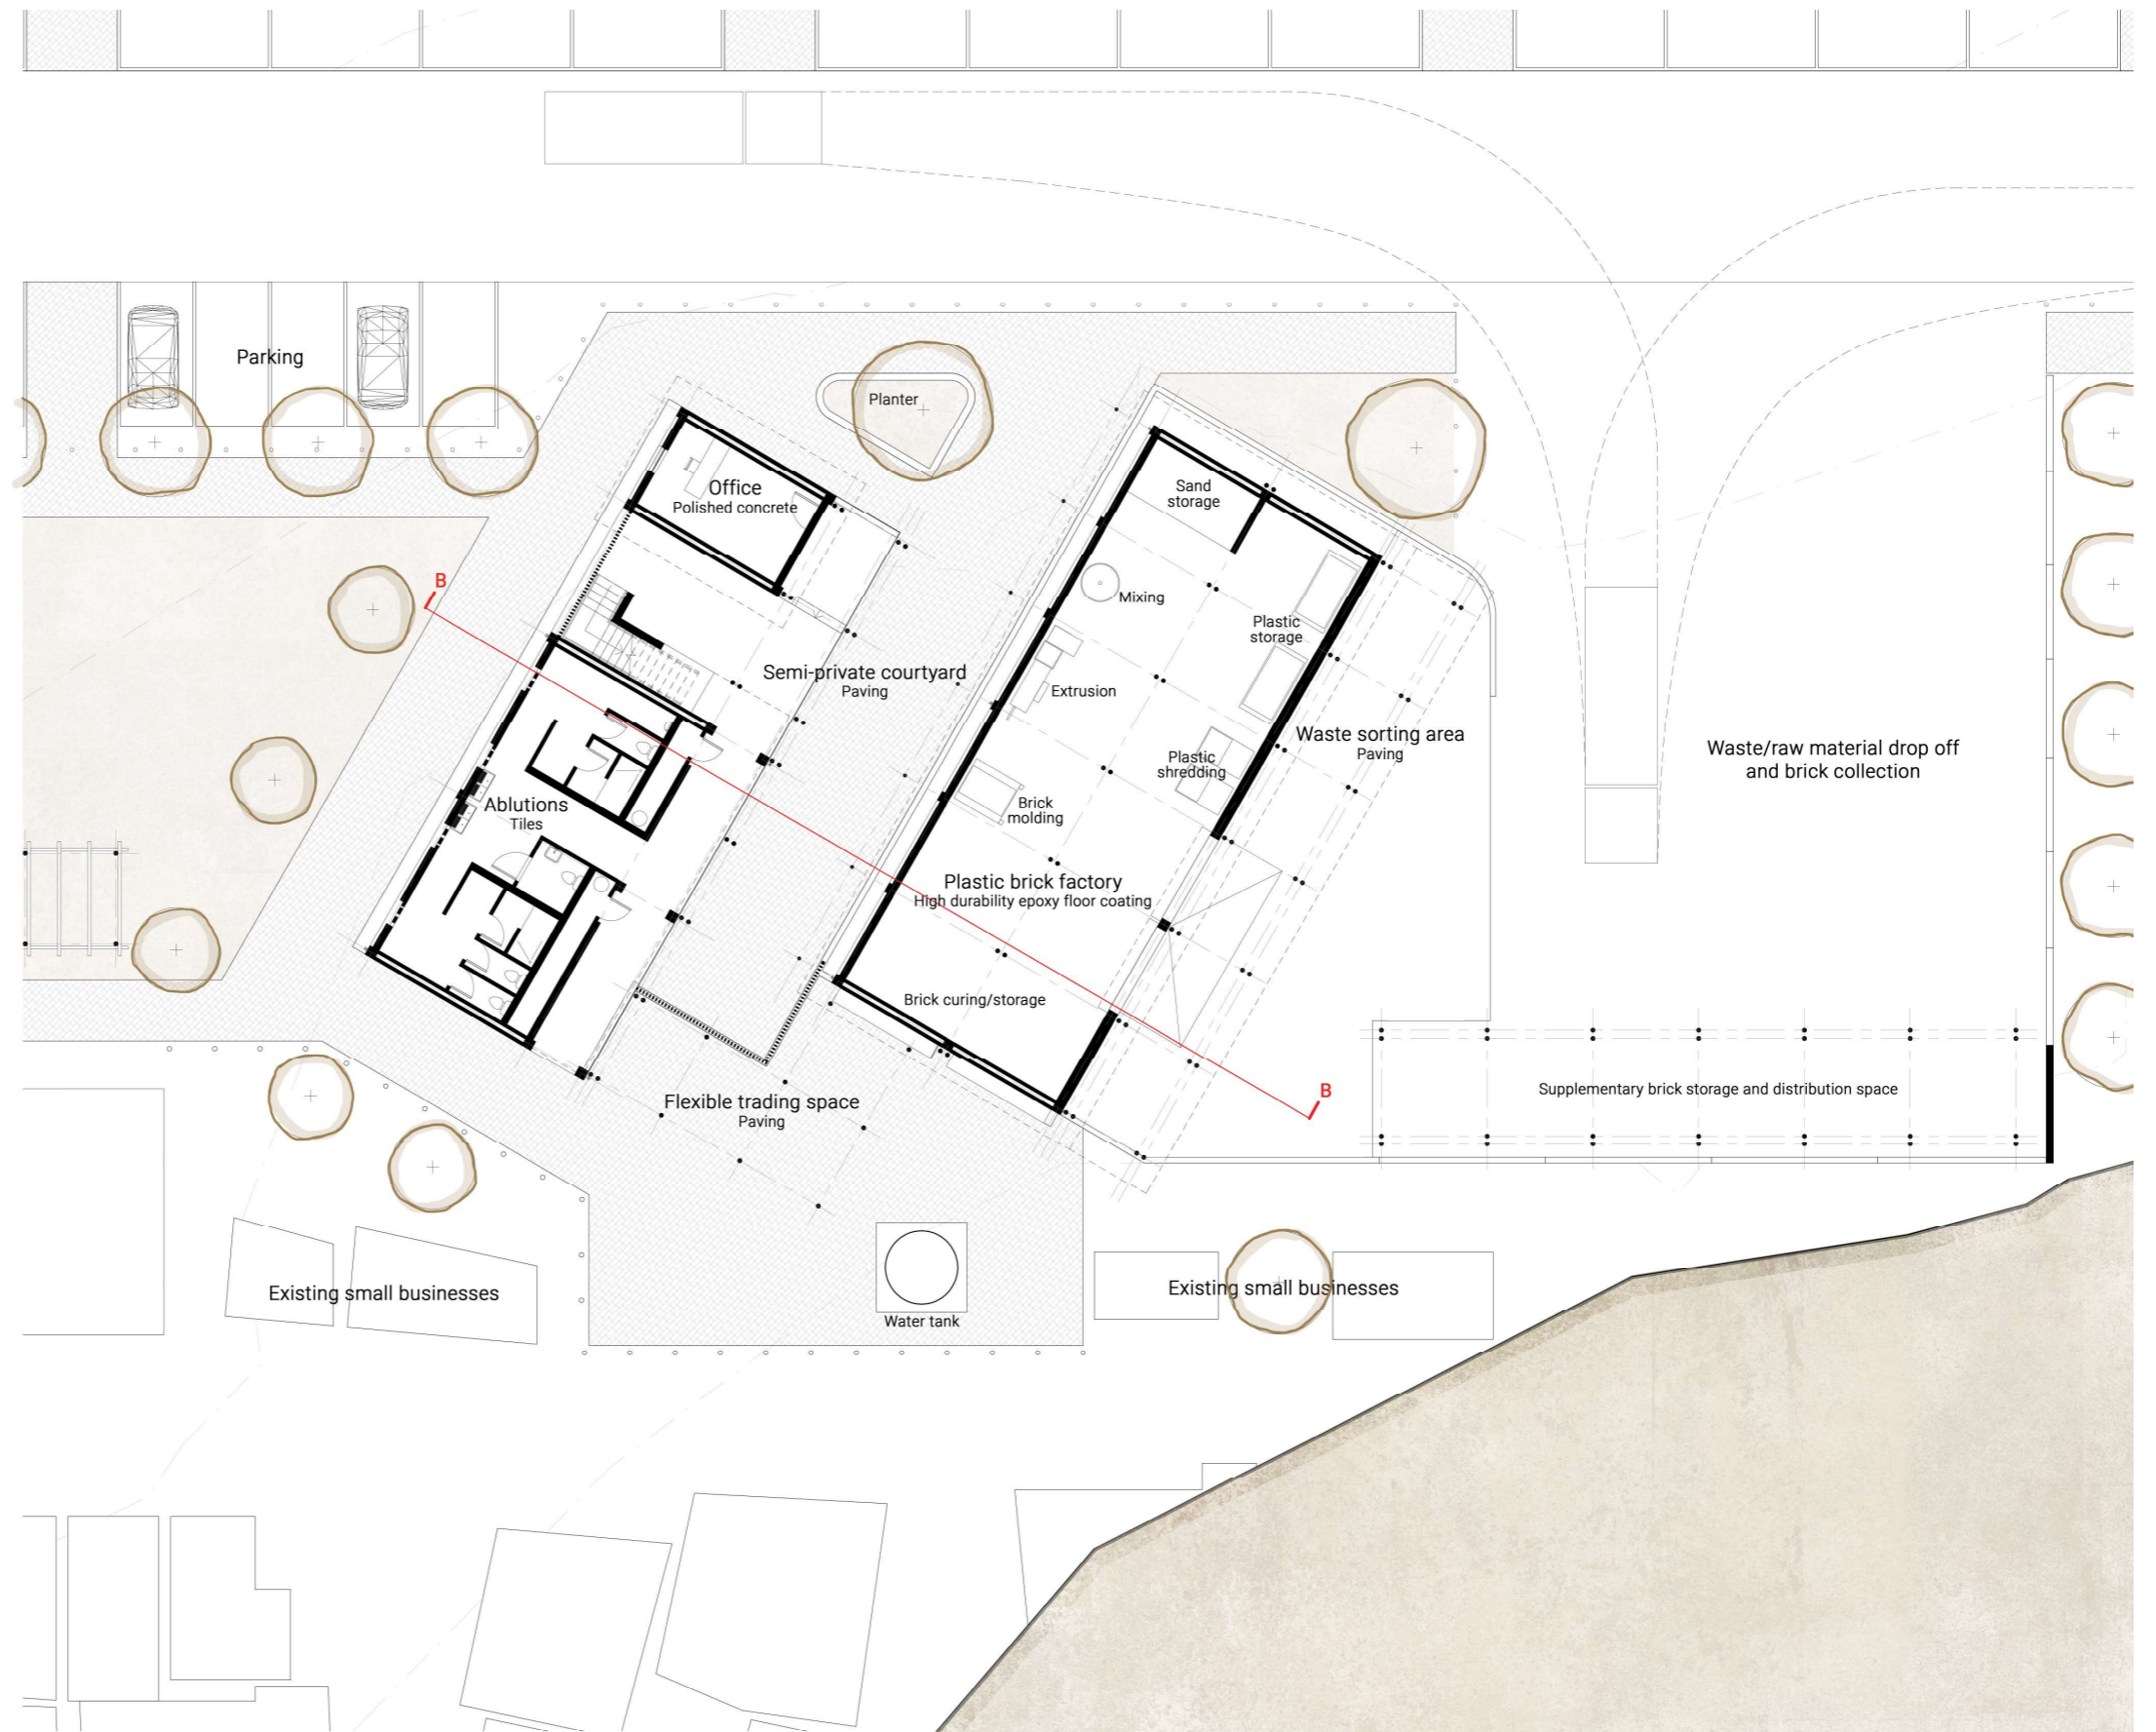 Parking
Planter
Office
Polished concrete
Sand
storage
B
Mixing
Plastic
storage
Semi-private courtyard
Paving
Extrusion
Waste sorting area
Paving
Waste/raw material drop off
and brick collection
Plastic
shredding
Ablutions
Tiles
Brick
molding
Plastic brick factory
High durability epoxy floor coating
Brick curing/storage
B
Supplementary brick storage and distribution space
Flexible trading space
Paving
Existing small businesses
Existing small businesses
Water tank